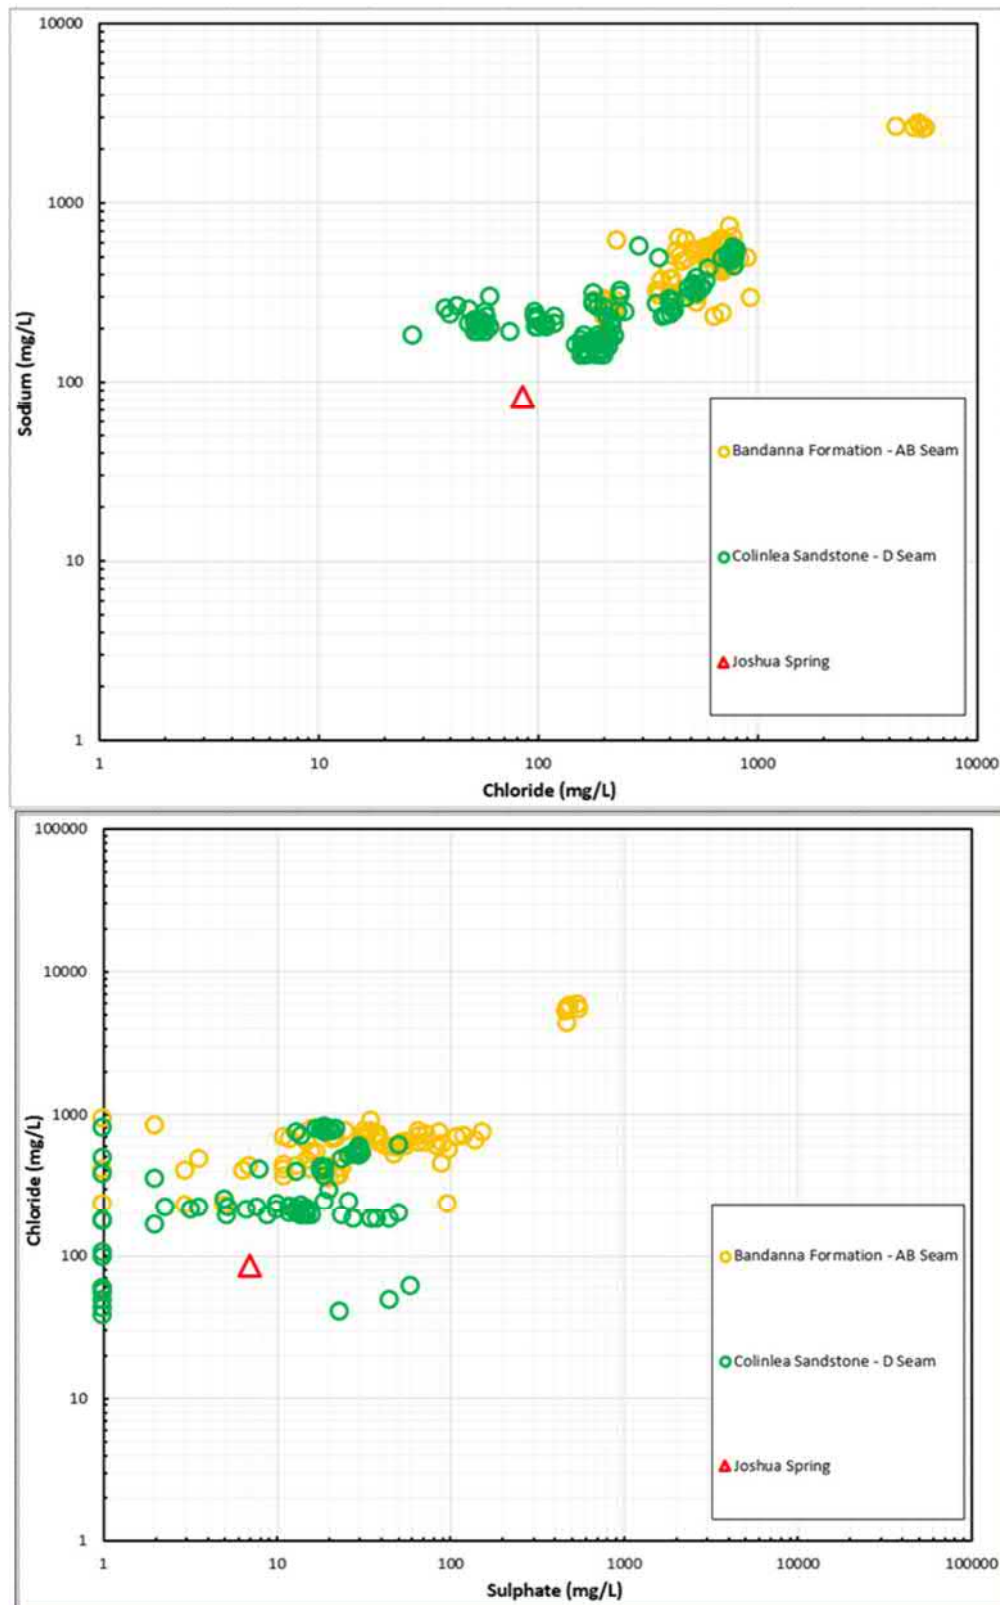 10000
1000
100
10
1
Sodium (mg/L)
1 10 100 1000 10000
Chloride (mg/L)
Bandanna Formation - AB Seam
Colinlea Sandstone - D Seam
Joshua Spring
100000
10000
1000
100
10
1
Chloride (mg/L)
1 10 100 1000 10000 100000
Sulphate (mg/L)
Bandanna Formation - AB Seam
Colinlea Sandstone - D Seam
Joshua Spring